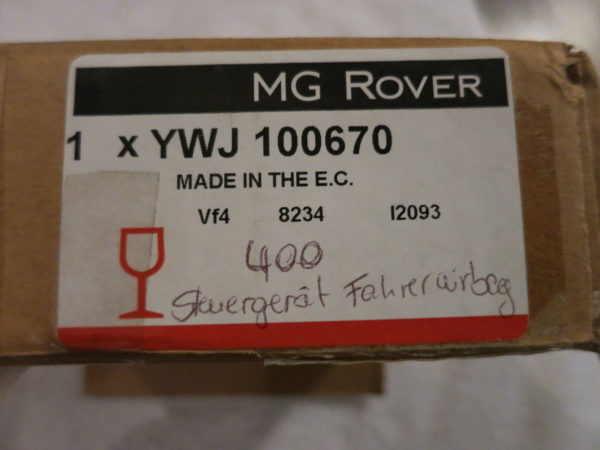 MG ROVER
1 x YWJ 100670
MADE IN THE E.C.
Vf4 8234 I2093
400
Steuergerät Fahrerairbag